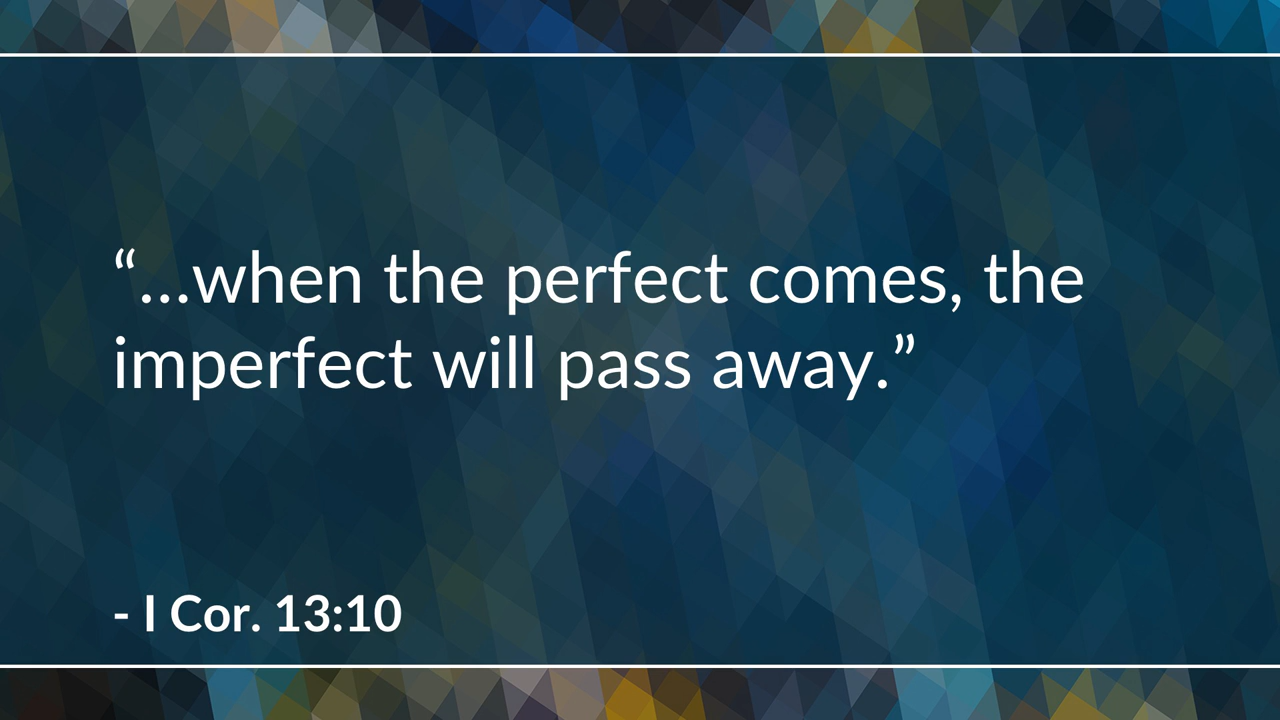 “…when the perfect comes, the
imperfect will pass away.”
- I Cor. 13:10